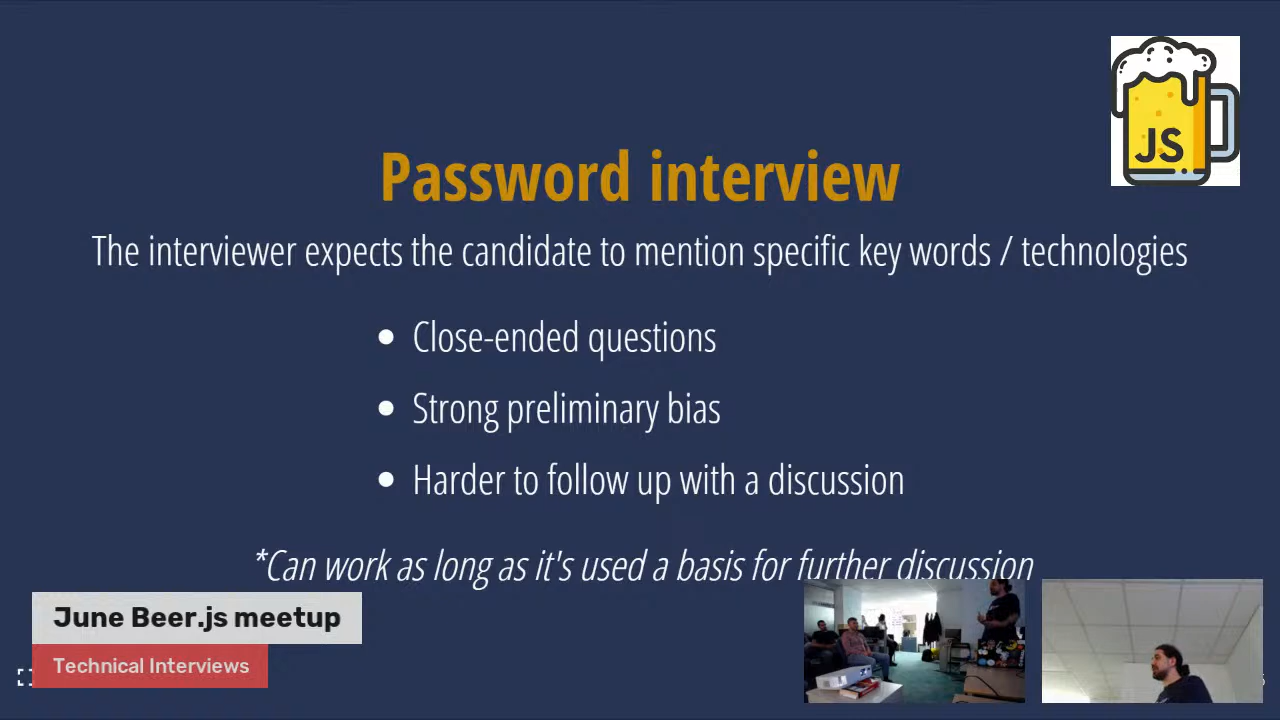 JS
Password interview
The interviewer expects the candidate to mention specific key words / technologies
Close-ended questions
Strong preliminary bias
Harder to follow up with a discussion
*Can work as long as it's used a basis for further discussion
June Beer.js meetup
Technical Interviews